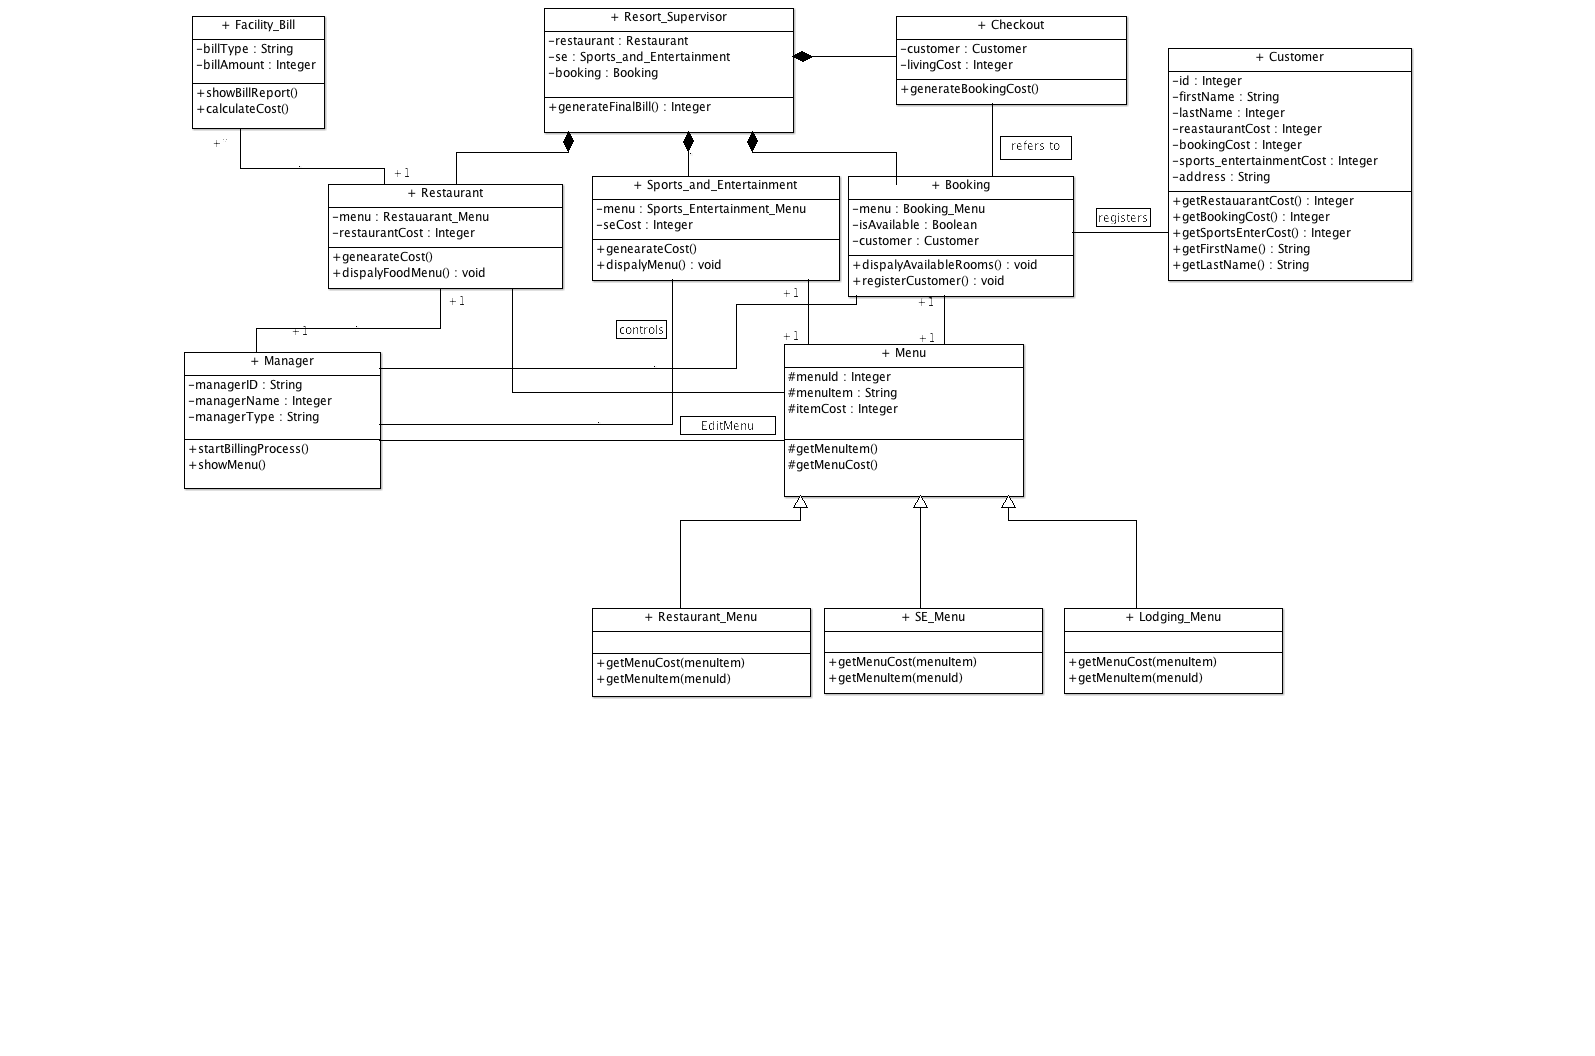 + Facility_Bill
-billType : String
-billAmount : Integer
+showBillReport()
+calculateCost()
+ Resort_Supervisor
-restaurant : Restaurant
-se : Sports_and_Entertainment
-booking : Booking
+generateFinalBill() : Integer
+ Checkout
-customer : Customer
-livingCost : Integer
+generateBookingCost()
+ Customer
-id : Integer
-firstName : String
-lastName : Integer
-reastaurantCost : Integer
-bookingCost : Integer
-sports_entertainmentCost : Integer
-address : String
+getRestauarantCost() : Integer
+getBookingCost() : Integer
+getSportsEnterCost() : Integer
+getFirstName() : String
+getLastName() : String
refers to
registers
+1
+ Restaurant
-menu : Restauarant_Menu
-restaurantCost : Integer
+genearateCost()
+dispalyFoodMenu() : void
+ Sports_and_Entertainment
-menu : Sports_Entertainment_Menu
-seCost : Integer
+genearateCost()
+dispalyMenu() : void
+ Booking
-menu : Booking_Menu
-isAvailable : Boolean
-customer : Customer
+dispalyAvailableRooms() : void
+registerCustomer() : void
+1
+1
+1
+1
controls
+1
+1
+ Manager
-managerID : String
-managerName : Integer
-managerType : String
+startBillingProcess()
+showMenu()
EditMenu
+ Menu
#menuId : Integer
#menuItem : String
#itemCost : Integer
#getMenuItem()
#getMenuCost()
+ Restaurant_Menu
+getMenuCost(menuItem)
+getMenuItem(menuId)
+ SE_Menu
+getMenuCost(menuItem)
+getMenuItem(menuId)
+ Lodging_Menu
+getMenuCost(menuItem)
+getMenuItem(menuId)